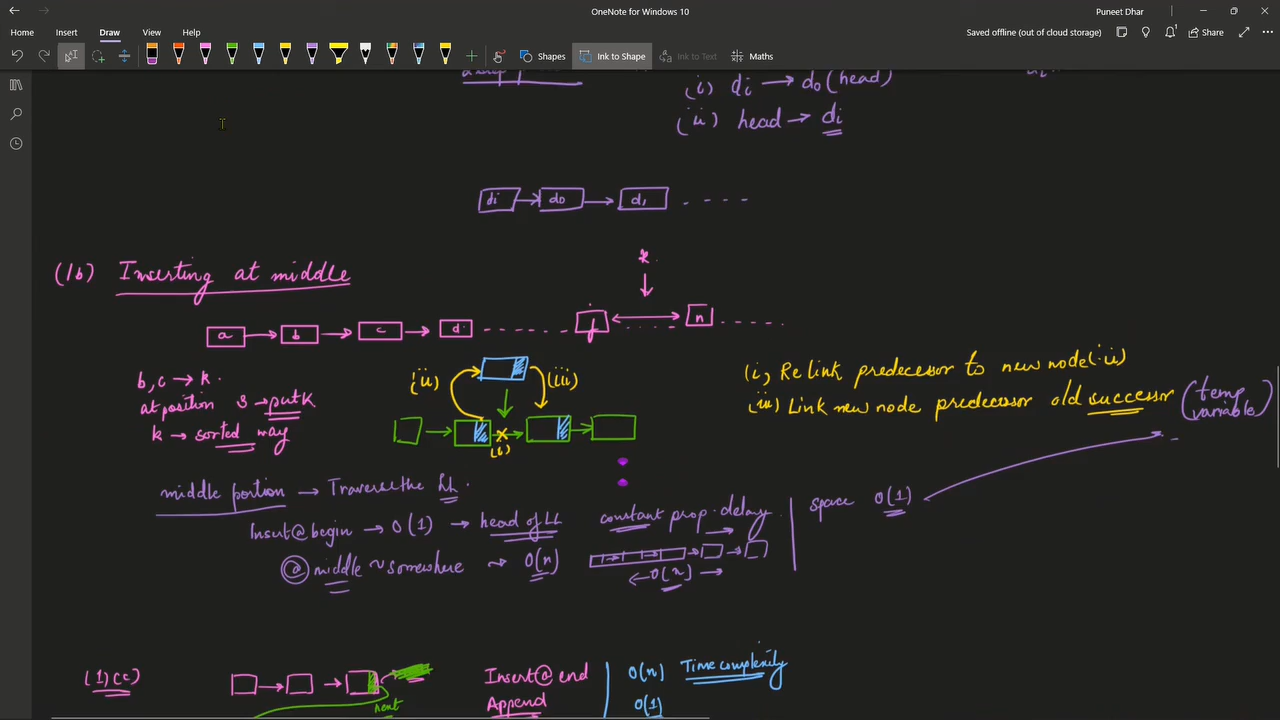 OneNote for Windows 10
Puneet Dhar
Home Insert Draw View Help
Saved offline (out of cloud storage)
Share
Shapes
Ink to Shape
Ink to Text
Maths
(i) di → d0 (head)
(ii) head → di
di → d0 → d1 ....
(1b) Inserting at middle
k
a → b → c → d ...... j ↔ n ......
b, c → k.
at position 3 → put k
k → sorted way
(ii) (iii)
(i)
(i) Relink predecessor to new node (ii)
(iii) Link new node predecessor old successor (temp variable)
middle portion → Traverse the LL.
Insert@begin → O(1) → head of LL
@middle ~ somewhere → O(n)
constant prop. delay
← O(n) →
space O(1)
(1)(c)
next
Insert@end
Append
O(n) Time complexity
O(1)